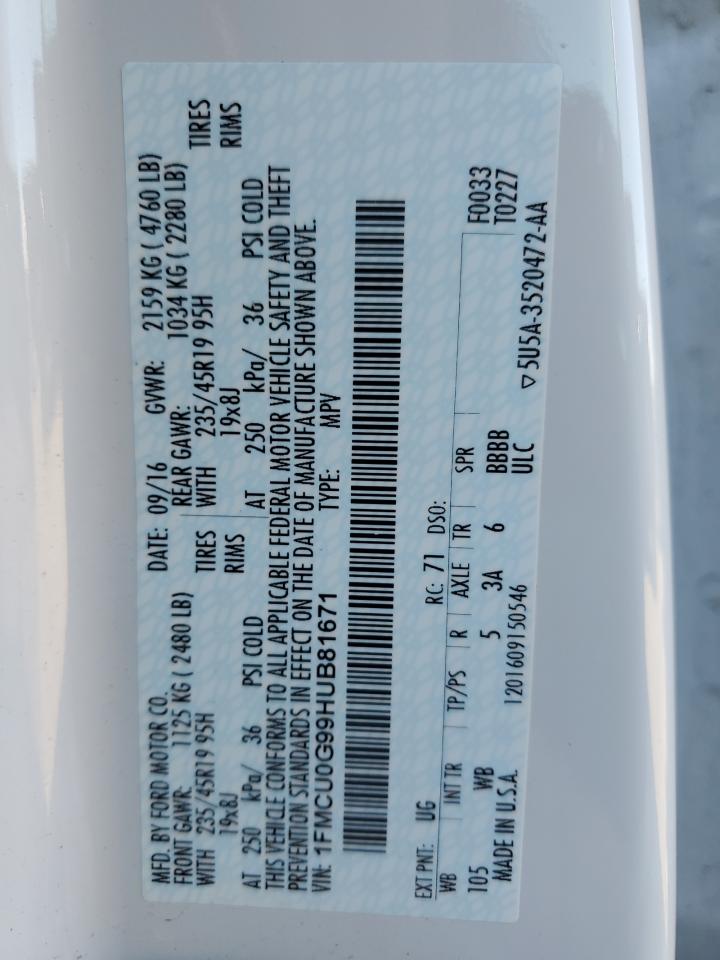 MFD. BY FORD MOTOR CO. DATE: 09/16 GVWR: 2159 KG ( 4760 LB)
FRONT GAWR: 1125 KG ( 2480 LB) REAR GAWR: 1034 KG ( 2280 LB)
WITH 235/45R19 95H TIRES WITH 235/45R19 95H TIRES
19x8J RIMS 19x8J RIMS
AT 250 kPa/ 36 PSI COLD AT 250 kPa/ 36 PSI COLD
THIS VEHICLE CONFORMS TO ALL APPLICABLE FEDERAL MOTOR VEHICLE SAFETY AND THEFT
PREVENTION STANDARDS IN EFFECT ON THE DATE OF MANUFACTURE SHOWN ABOVE.
VIN: 1FMCU0G99HUB81671 TYPE: MPV
EXT PNT: UG RC: 71 DSO: F0033
WB INT TR TP/PS R AXLE TR SPR T0227
105 WB 5 3A 6 BBBB
MADE IN U.S.A. 1201609150546 ULC ▽5U5A-3520472-AA